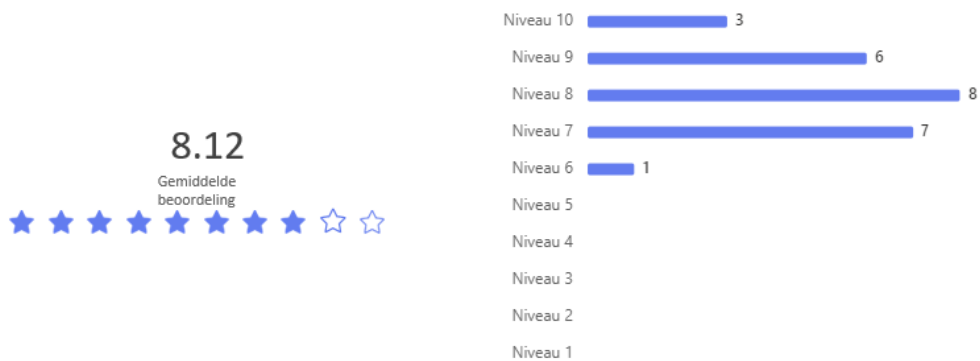 8.12
Gemiddelde
beoordeling
Niveau 10 3
Niveau 9 6
Niveau 8 8
Niveau 7 7
Niveau 6 1
Niveau 5
Niveau 4
Niveau 3
Niveau 2
Niveau 1